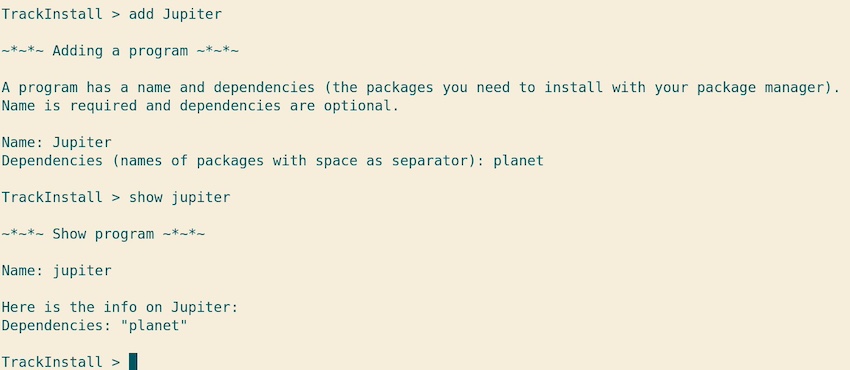 TrackInstall > add Jupiter
~*~*~ Adding a program ~*~*~
A program has a name and dependencies (the packages you need to install with your package manager).
Name is required and dependencies are optional.
Name: Jupiter
Dependencies (names of packages with space as separator): planet
TrackInstall > show jupiter
~*~*~ Show program ~*~*~
Name: jupiter
Here is the info on Jupiter:
Dependencies: "planet"
TrackInstall >